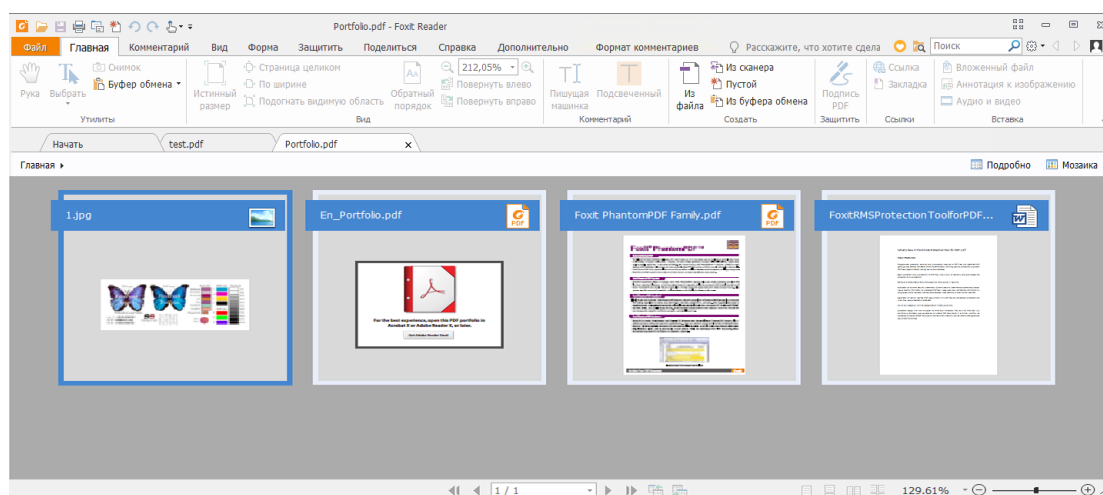 Portfolio.pdf - Foxit Reader
Файл Главная Комментарий Вид Форма Защитить Поделиться Справка Дополнительно Формат комментариев Расскажите, что хотите сдела Поиск
Рука
Выбрать
Снимок
Буфер обмена
Утилиты
Истинный размер
Страница целиком
По ширине
Подогнать видимую область
Обратный порядок
212,05%
Повернуть влево
Повернуть вправо
Вид
Пишущая машинка
Подсвеченный
Комментарий
Из файла
Из сканера
Пустой
Из буфера обмена
Создать
Подпись PDF
Защитить
Ссылка
Закладка
Ссылки
Вложенный файл
Аннотация к изображению
Аудио и видео
Вставка
Начать test.pdf Portfolio.pdf x
Главная Подробно Мозаика
1.jpg
En_Portfolio.pdf
PDF
Foxit PhantomPDF Family.pdf
PDF
FoxitRMSProtectionToolforPDF...
For the best experience, open this PDF portfolio in
Acrobat X or Adobe Reader X, or later.
Get Adobe Reader Now!
Foxit® PhantomPDF™
1 / 1 129.61%